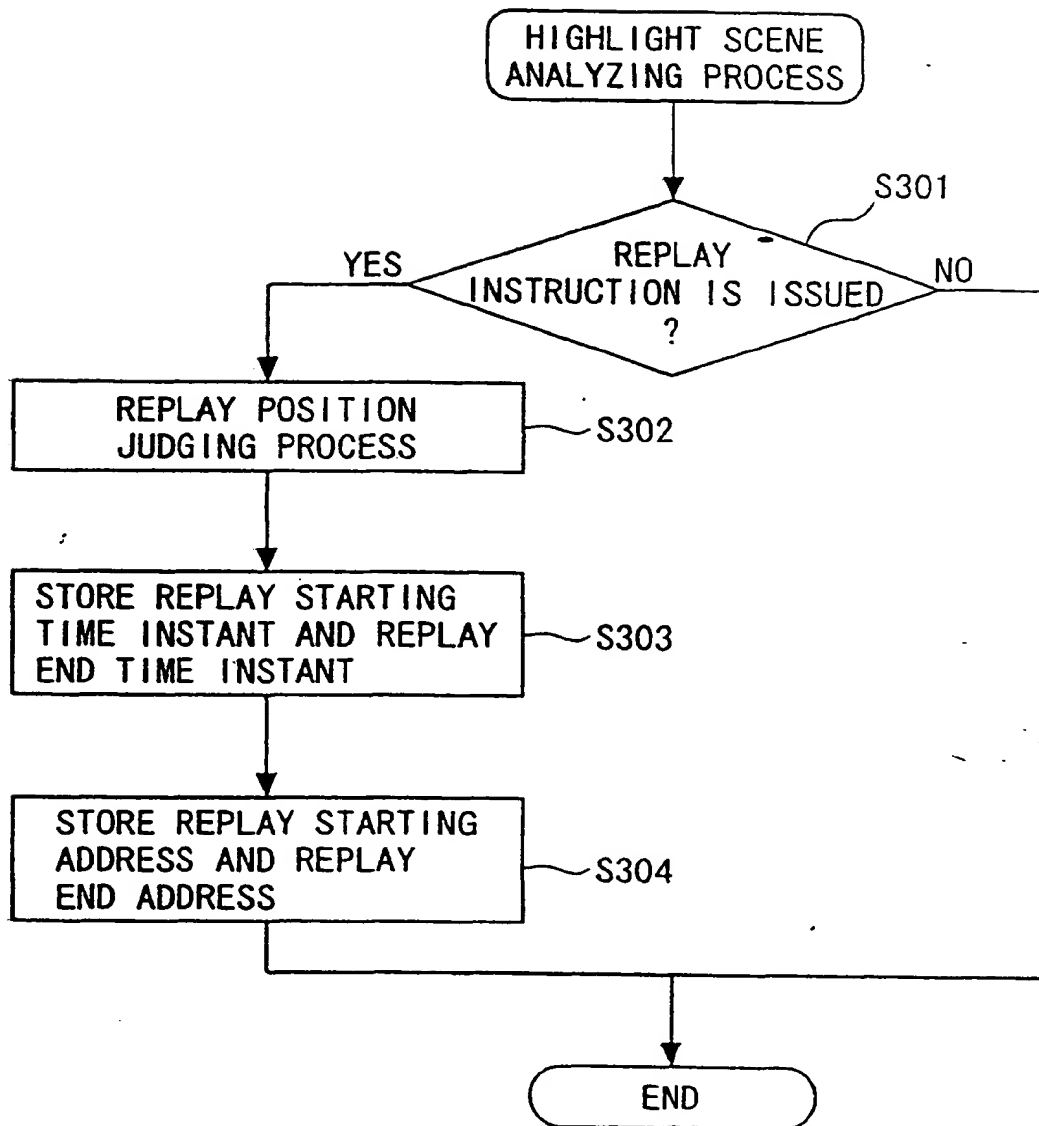 HIGHLIGHT SCENE
ANALYZING PROCESS
S301
REPLAY
INSTRUCTION IS ISSUED
?
YES
NO
REPLAY POSITION
JUDGING PROCESS
S302
STORE REPLAY STARTING
TIME INSTANT AND REPLAY
END TIME INSTANT
S303
STORE REPLAY STARTING
ADDRESS AND REPLAY
END ADDRESS
S304
END